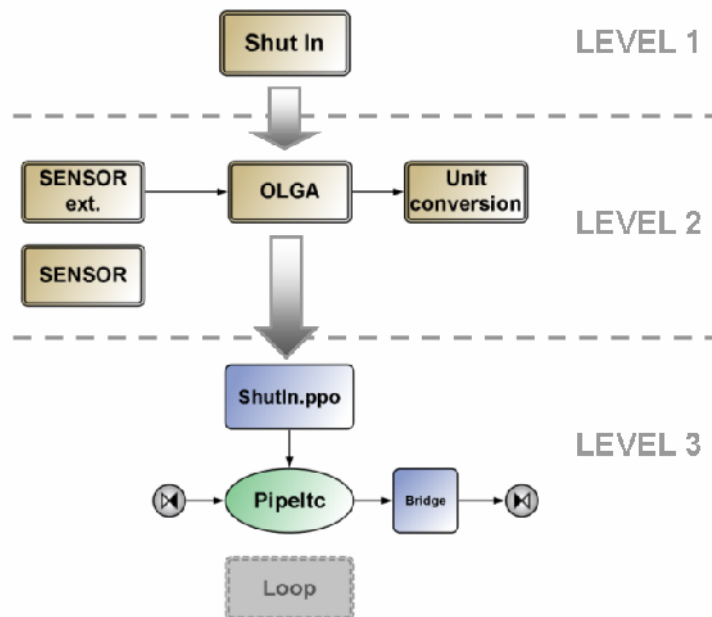 Shut In
LEVEL 1
SENSOR
ext.
OLGA
Unit
conversion
LEVEL 2
SENSOR
ShutIn.ppo
LEVEL 3
PipeItc
Bridge
Loop